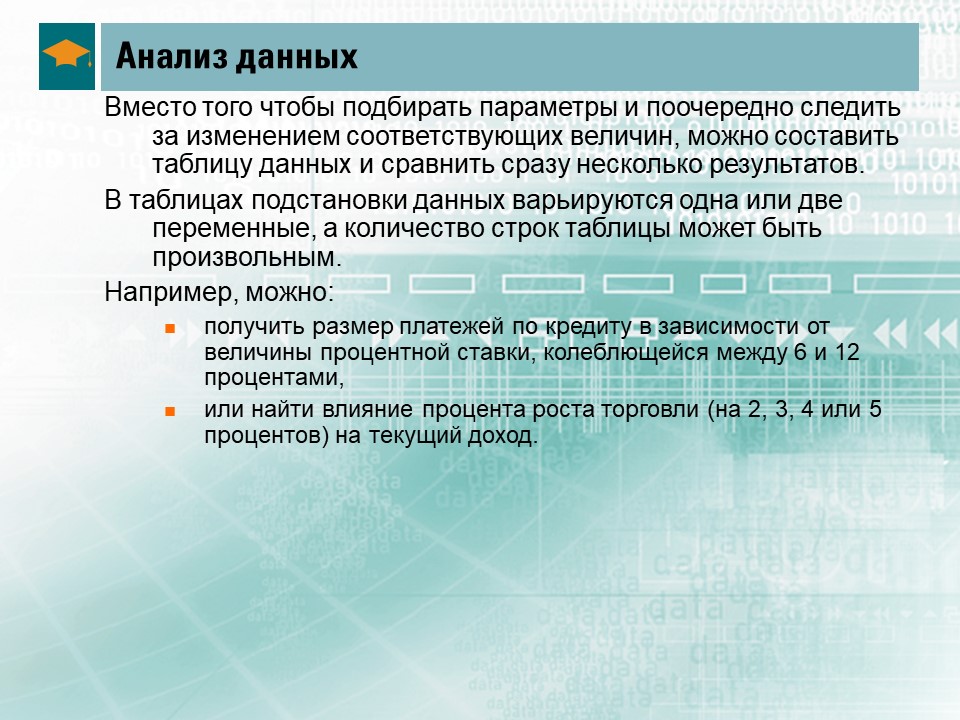 Анализ данных
Вместо того чтобы подбирать параметры и поочередно следить
за изменением соответствующих величин, можно составить
таблицу данных и сравнить сразу несколько результатов.
В таблицах подстановки данных варьируются одна или две
переменные, а количество строк таблицы может быть
произвольным.
Например, можно:
получить размер платежей по кредиту в зависимости от
величины процентной ставки, колеблющейся между 6 и 12
процентами,
или найти влияние процента роста торговли (на 2, 3, 4 или 5
процентов) на текущий доход.